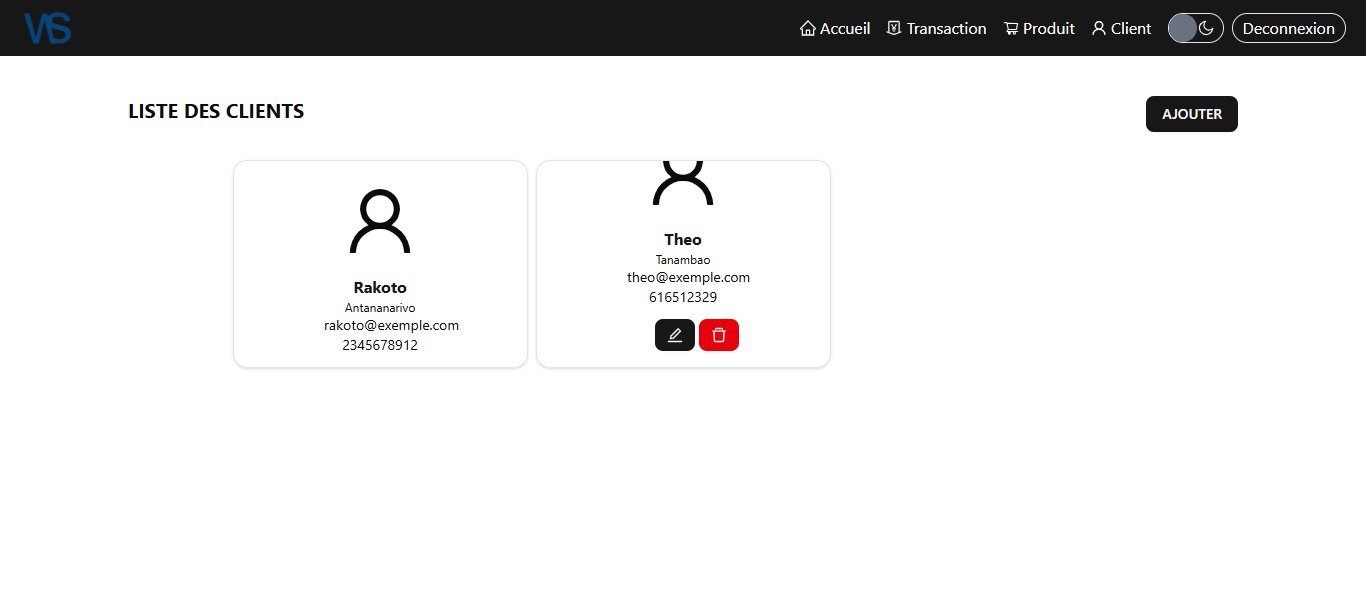 VS
Accueil Transaction Produit Client Deconnexion
LISTE DES CLIENTS
AJOUTER
Rakoto
Antananarivo
rakoto@exemple.com
2345678912
Theo
Tanambao
theo@exemple.com
616512329